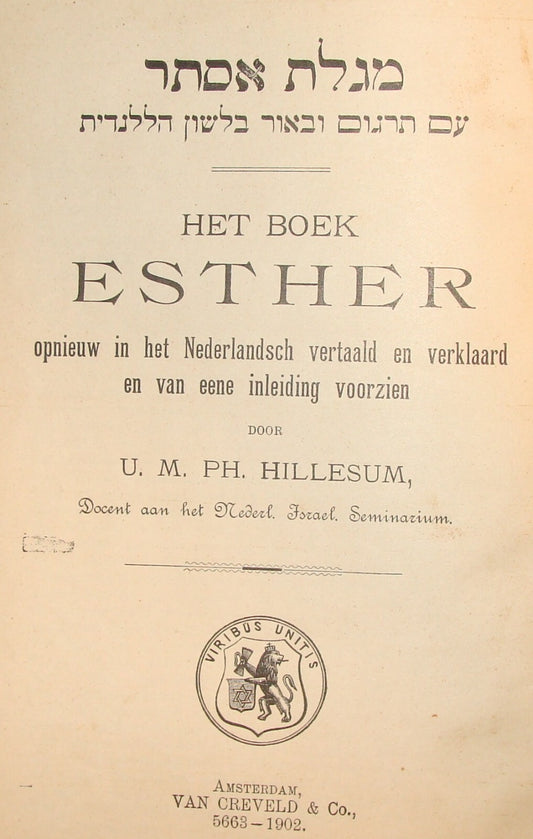 מגלת אסתר
עם תרגום ובאור בלשון הללנדית
HET BOEK
ESTHER
opnieuw in het Nederlandsch vertaald en verklaard
en van eene inleiding voorzien
DOOR
U. M. PH. HILLESUM,
Docent aan het Nederl. Israel. Seminarium.
VIRIBUS UNITIS
AMSTERDAM,
VAN CREVELD & Co.,
5663–1902.